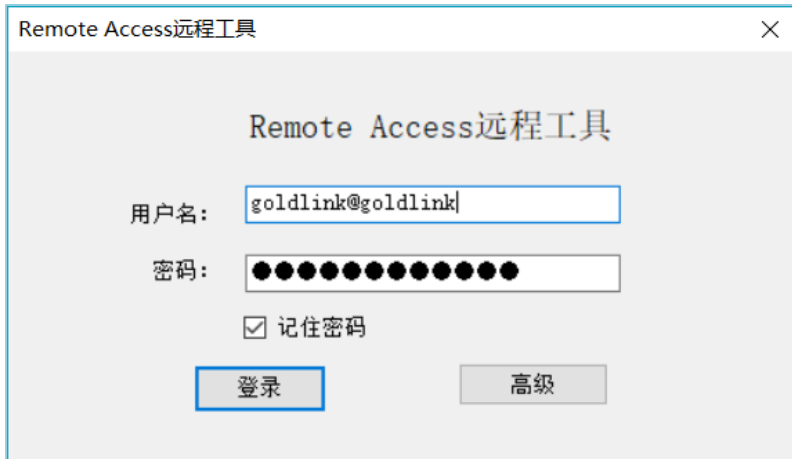 Remote Access远程工具
Remote Access远程工具
用户名：
goldlink@goldlink
密码：
●●●●●●●●●●●●
记住密码
登录
高级